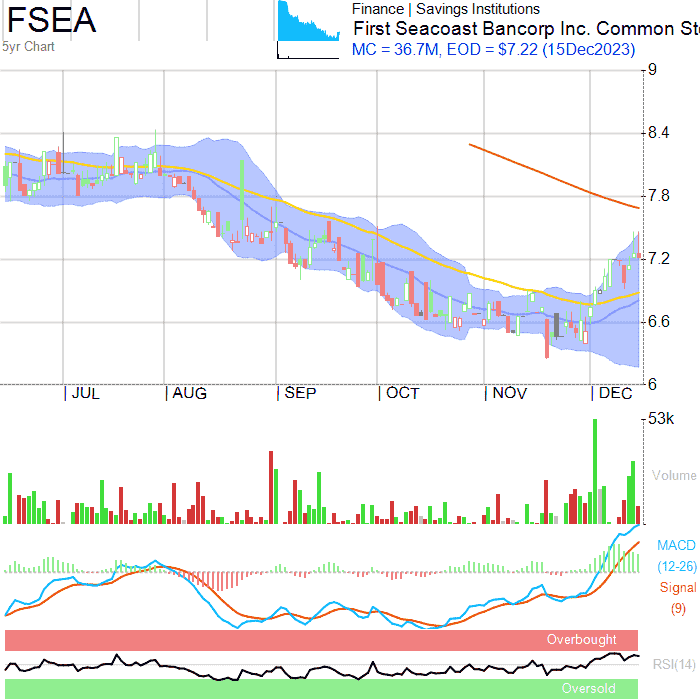 FSEA
5yr Chart
Finance | Savings Institutions
First Seacoast Bancorp Inc. Common Sto
MC = 36.7M, EOD = $7.22 (15Dec2023)
9
8.4
7.8
7.2
6.6
6
JUL AUG SEP OCT NOV DEC
53k
Volume
MACD
(12-26)
Signal
(9)
Overbought
RSI(14)
Oversold